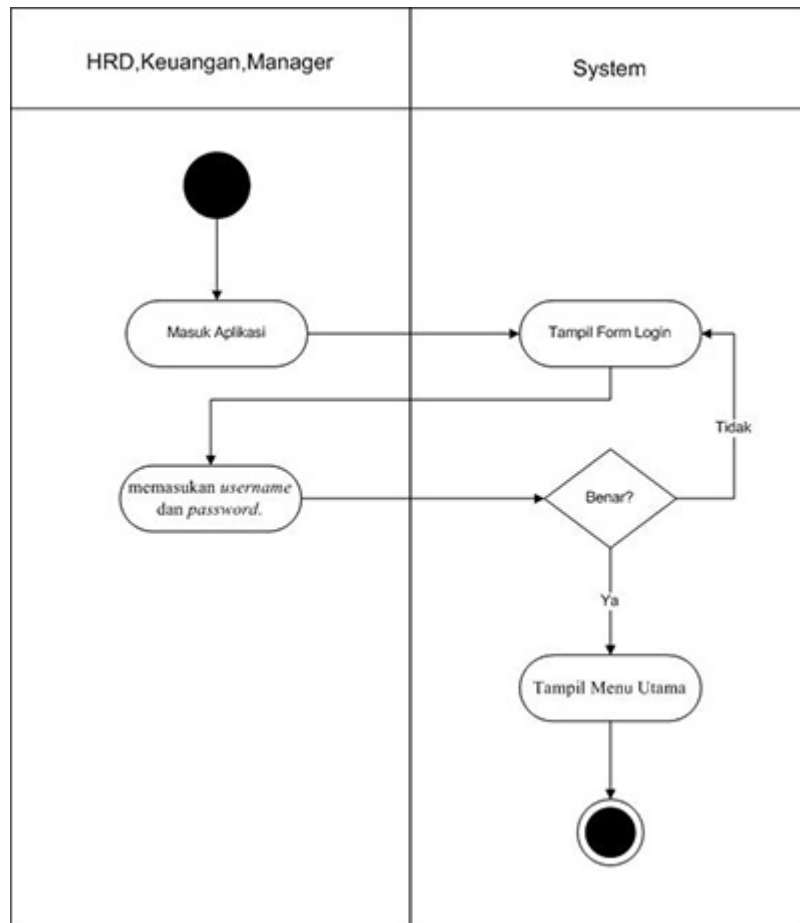 HRD,Keuangan,Manager
System
Masuk Aplikasi
Tampil Form Login
Tidak
memasukan username
dan password.
Benar?
Ya
Tampil Menu Utama